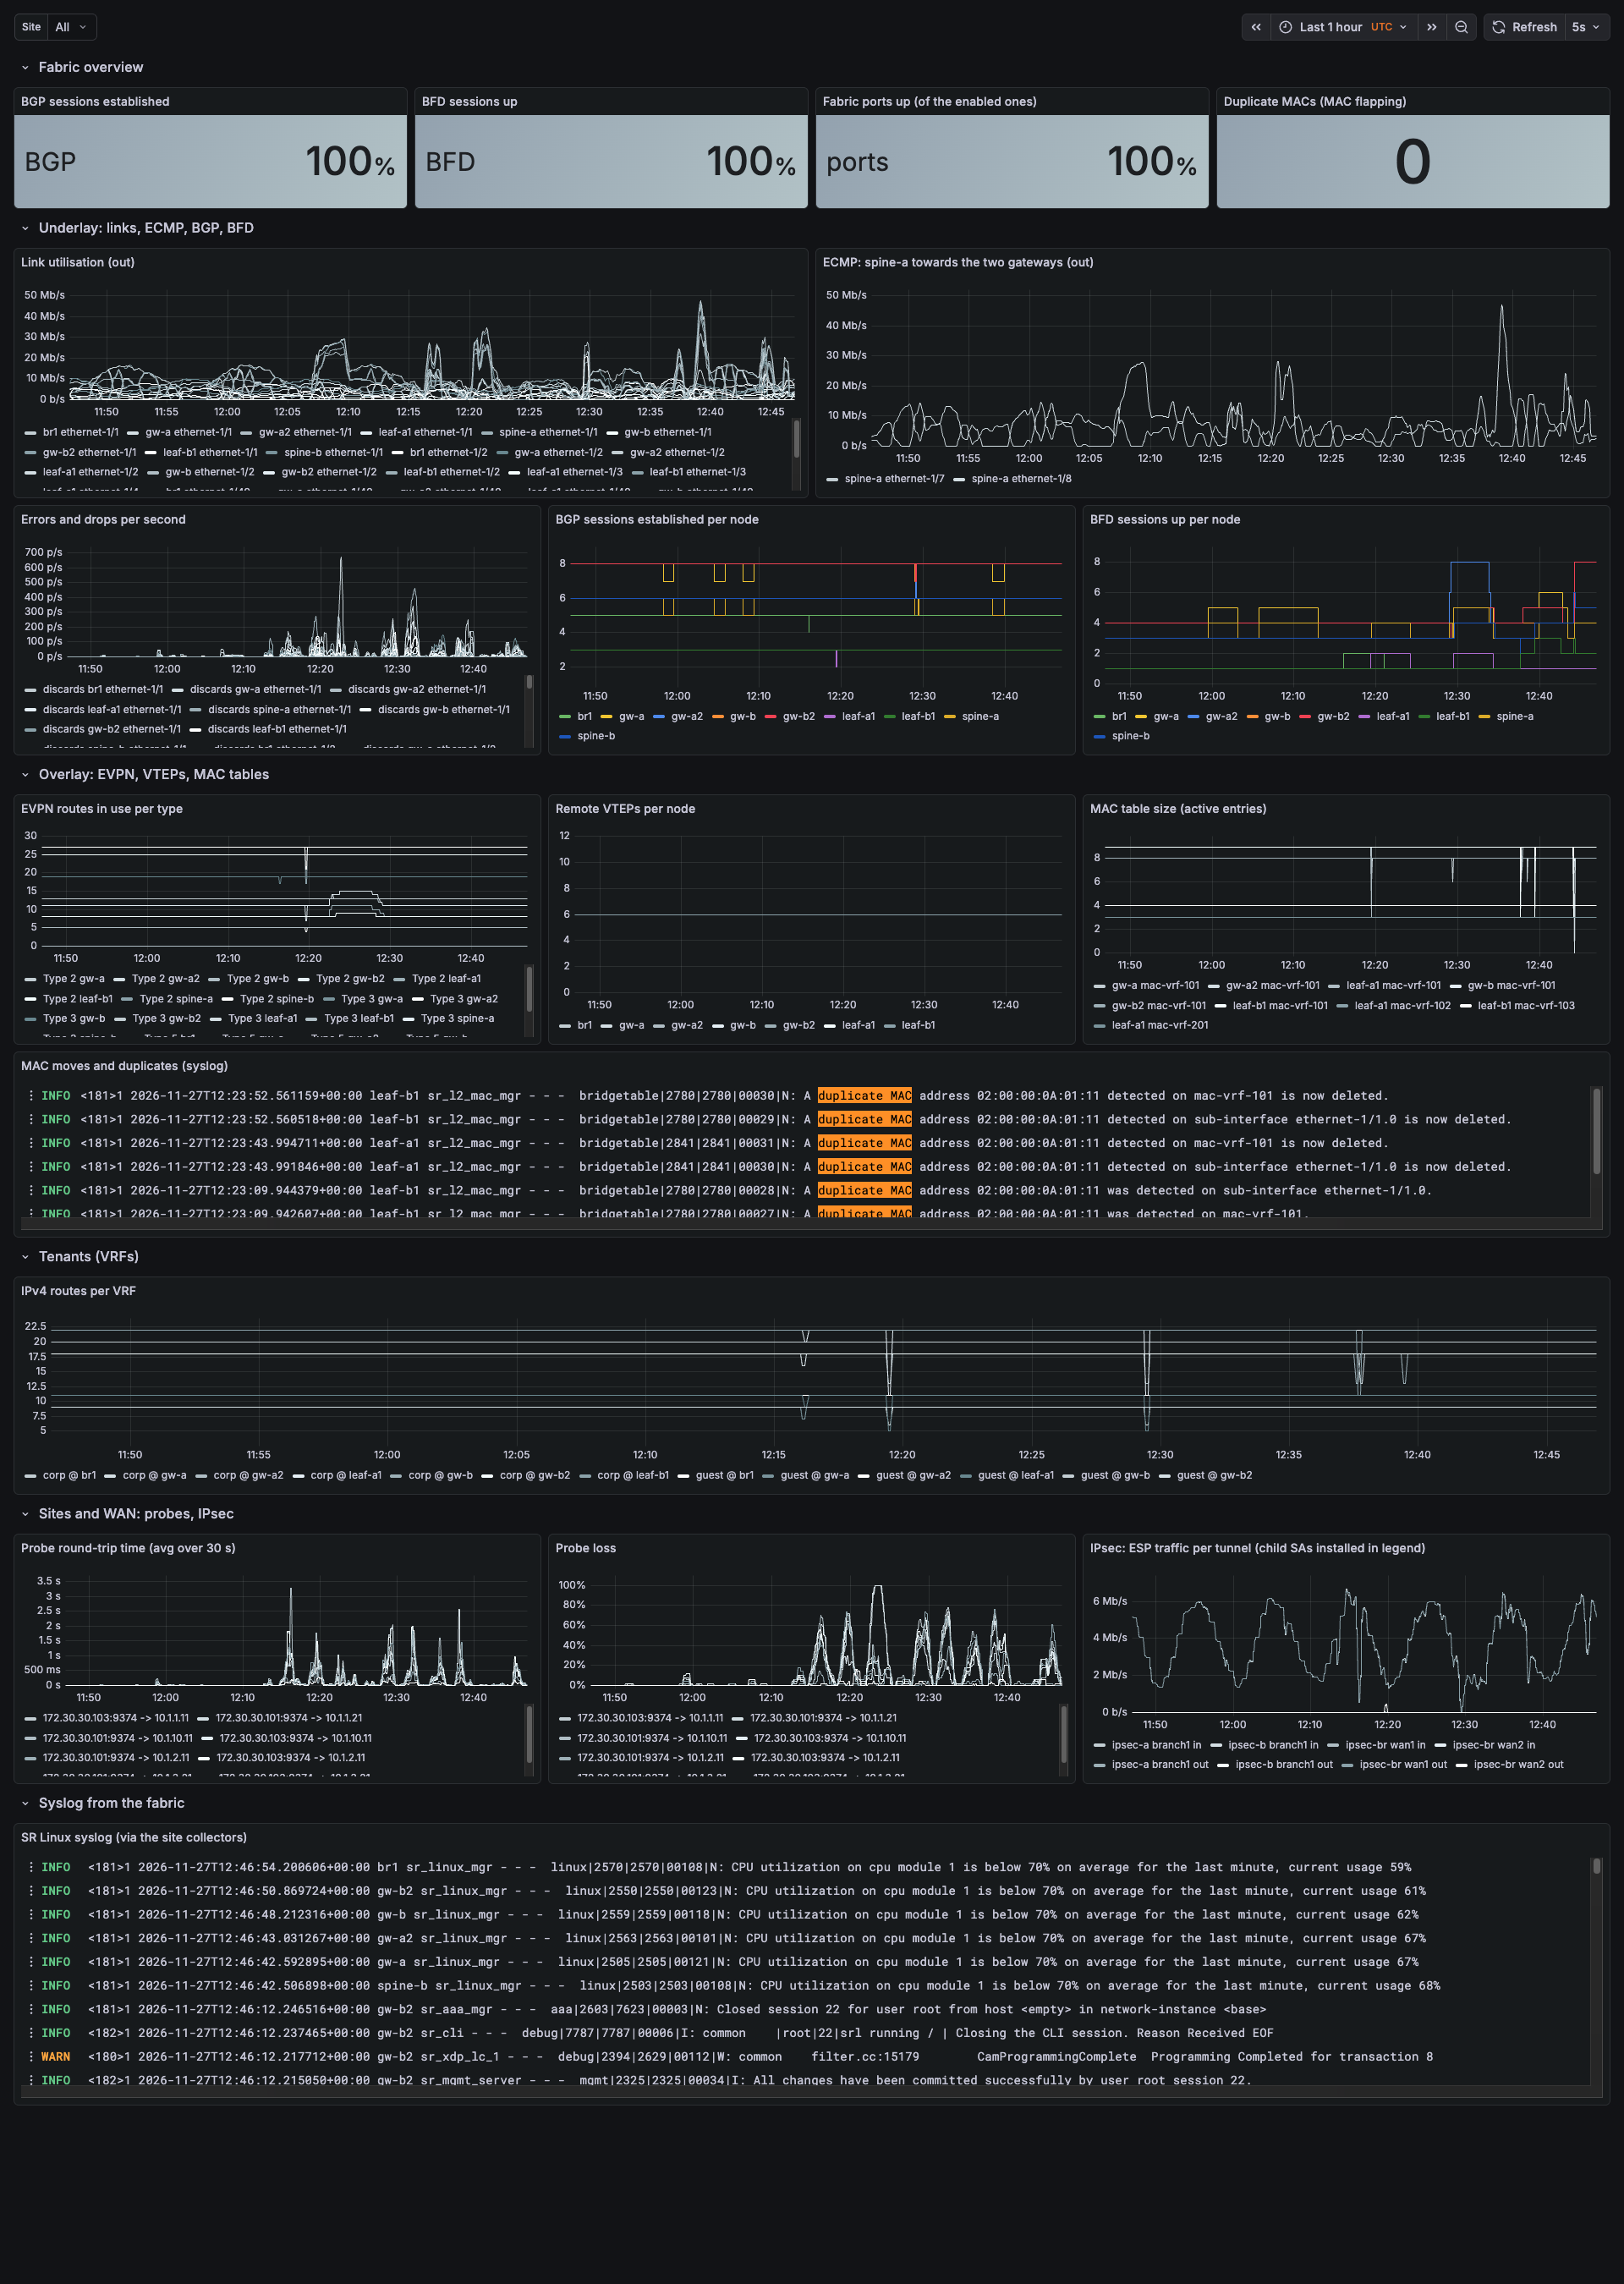 Site All Last 1 hour UTC Refresh 5s
Fabric overview
BGP sessions established BFD sessions up Fabric ports up (of the enabled ones) Duplicate MACs (MAC flapping)
BGP 100% BFD 100% ports 100% 0
Underlay: links, ECMP, BGP, BFD
Link utilisation (out)
50 Mb/s
40 Mb/s
30 Mb/s
20 Mb/s
10 Mb/s
0 b/s
11:50 11:55 12:00 12:05 12:10 12:15 12:20 12:25 12:30 12:35 12:40 12:45
br1 ethernet-1/1 gw-a ethernet-1/1 gw-a2 ethernet-1/1 leaf-a1 ethernet-1/1 spine-a ethernet-1/1 gw-b ethernet-1/1
gw-b2 ethernet-1/1 leaf-b1 ethernet-1/1 spine-b ethernet-1/1 br1 ethernet-1/2 gw-a ethernet-1/2 gw-a2 ethernet-1/2
leaf-a1 ethernet-1/2 gw-b ethernet-1/2 gw-b2 ethernet-1/2 leaf-b1 ethernet-1/2 leaf-a1 ethernet-1/3 leaf-b1 ethernet-1/3
ECMP: spine-a towards the two gateways (out)
50 Mb/s
40 Mb/s
30 Mb/s
20 Mb/s
10 Mb/s
0 b/s
11:50 11:55 12:00 12:05 12:10 12:15 12:20 12:25 12:30 12:35 12:40 12:45
spine-a ethernet-1/7 spine-a ethernet-1/8
Errors and drops per second
700 p/s
600 p/s
500 p/s
400 p/s
300 p/s
200 p/s
100 p/s
0 p/s
11:50 12:00 12:10 12:20 12:30 12:40
discards br1 ethernet-1/1 discards gw-a ethernet-1/1 discards gw-a2 ethernet-1/1
discards leaf-a1 ethernet-1/1 discards spine-a ethernet-1/1 discards gw-b ethernet-1/1
discards gw-b2 ethernet-1/1 discards leaf-b1 ethernet-1/1
BGP sessions established per node
8
6
4
2
11:50 12:00 12:10 12:20 12:30 12:40
br1 gw-a gw-a2 gw-b gw-b2 leaf-a1 leaf-b1 spine-a
spine-b
BFD sessions up per node
8
6
4
2
0
11:50 12:00 12:10 12:20 12:30 12:40
br1 gw-a gw-a2 gw-b gw-b2 leaf-a1 leaf-b1 spine-a
spine-b
Overlay: EVPN, VTEPs, MAC tables
EVPN routes in use per type
30
25
20
15
10
5
0
11:50 12:00 12:10 12:20 12:30 12:40
Type 2 gw-a Type 2 gw-a2 Type 2 gw-b Type 2 gw-b2 Type 2 leaf-a1
Type 2 leaf-b1 Type 2 spine-a Type 2 spine-b Type 3 gw-a Type 3 gw-a2
Type 3 gw-b Type 3 gw-b2 Type 3 leaf-a1 Type 3 leaf-b1 Type 3 spine-a
Remote VTEPs per node
12
10
8
6
4
2
0
11:50 12:00 12:10 12:20 12:30 12:40
br1 gw-a gw-a2 gw-b gw-b2 leaf-a1 leaf-b1
MAC table size (active entries)
8
6
4
2
0
11:50 12:00 12:10 12:20 12:30 12:40
gw-a mac-vrf-101 gw-a2 mac-vrf-101 leaf-a1 mac-vrf-101 gw-b mac-vrf-101
gw-b2 mac-vrf-101 leaf-b1 mac-vrf-101 leaf-a1 mac-vrf-102 leaf-b1 mac-vrf-103
leaf-a1 mac-vrf-201
MAC moves and duplicates (syslog)
INFO <181>1 2026-11-27T12:23:52.561159+00:00 leaf-b1 sr_l2_mac_mgr - - - bridgetable|2780|2780|00030|N: A duplicate MAC address 02:00:00:0A:01:11 detected on mac-vrf-101 is now deleted.
INFO <181>1 2026-11-27T12:23:52.560518+00:00 leaf-b1 sr_l2_mac_mgr - - - bridgetable|2780|2780|00029|N: A duplicate MAC address 02:00:00:0A:01:11 detected on sub-interface ethernet-1/1.0 is now deleted.
INFO <181>1 2026-11-27T12:23:43.994711+00:00 leaf-a1 sr_l2_mac_mgr - - - bridgetable|2841|2841|00031|N: A duplicate MAC address 02:00:00:0A:01:11 detected on mac-vrf-101 is now deleted.
INFO <181>1 2026-11-27T12:23:43.991846+00:00 leaf-a1 sr_l2_mac_mgr - - - bridgetable|2841|2841|00030|N: A duplicate MAC address 02:00:00:0A:01:11 detected on sub-interface ethernet-1/1.0 is now deleted.
INFO <181>1 2026-11-27T12:23:09.944379+00:00 leaf-b1 sr_l2_mac_mgr - - - bridgetable|2780|2780|00028|N: A duplicate MAC address 02:00:00:0A:01:11 was detected on sub-interface ethernet-1/1.0.
INFO <181>1 2026-11-27T12:23:09.942607+00:00 leaf-b1 sr_l2_mac_mgr - - - bridgetable|2780|2780|00027|N: A duplicate MAC address 02:00:00:0A:01:11 was detected on mac-vrf-101.
Tenants (VRFs)
IPv4 routes per VRF
22.5
20
17.5
15
12.5
10
7.5
5
11:50 11:55 12:00 12:05 12:10 12:15 12:20 12:25 12:30 12:35 12:40 12:45
corp @ br1 corp @ gw-a corp @ gw-a2 corp @ leaf-a1 corp @ gw-b corp @ gw-b2 corp @ leaf-b1 guest @ br1 guest @ gw-a guest @ gw-a2 guest @ leaf-a1 guest @ gw-b guest @ gw-b2
Sites and WAN: probes, IPsec
Probe round-trip time (avg over 30 s)
3.5 s
3 s
2.5 s
2 s
1.5 s
1 s
500 ms
0 s
11:50 12:00 12:10 12:20 12:30 12:40
172.30.30.103:9374 -> 10.1.1.11 172.30.30.101:9374 -> 10.1.1.21
172.30.30.101:9374 -> 10.1.10.11 172.30.30.103:9374 -> 10.1.10.11
172.30.30.101:9374 -> 10.1.2.11 172.30.30.103:9374 -> 10.1.2.11
Probe loss
100%
80%
60%
40%
20%
0%
11:50 12:00 12:10 12:20 12:30 12:40
172.30.30.103:9374 -> 10.1.1.11 172.30.30.101:9374 -> 10.1.1.21
172.30.30.101:9374 -> 10.1.10.11 172.30.30.103:9374 -> 10.1.10.11
172.30.30.101:9374 -> 10.1.2.11 172.30.30.103:9374 -> 10.1.2.11
IPsec: ESP traffic per tunnel (child SAs installed in legend)
6 Mb/s
4 Mb/s
2 Mb/s
0 b/s
11:50 12:00 12:10 12:20 12:30 12:40
ipsec-a branch1 in ipsec-b branch1 in ipsec-br wan1 in ipsec-br wan2 in
ipsec-a branch1 out ipsec-b branch1 out ipsec-br wan1 out ipsec-br wan2 out
Syslog from the fabric
SR Linux syslog (via the site collectors)
INFO <181>1 2026-11-27T12:46:54.200606+00:00 br1 sr_linux_mgr - - - linux|2570|2570|00108|N: CPU utilization on cpu module 1 is below 70% on average for the last minute, current usage 59%
INFO <181>1 2026-11-27T12:46:50.869724+00:00 gw-b2 sr_linux_mgr - - - linux|2550|2550|00123|N: CPU utilization on cpu module 1 is below 70% on average for the last minute, current usage 61%
INFO <181>1 2026-11-27T12:46:48.212316+00:00 gw-b sr_linux_mgr - - - linux|2559|2559|00118|N: CPU utilization on cpu module 1 is below 70% on average for the last minute, current usage 62%
INFO <181>1 2026-11-27T12:46:43.031267+00:00 gw-a2 sr_linux_mgr - - - linux|2563|2563|00101|N: CPU utilization on cpu module 1 is below 70% on average for the last minute, current usage 67%
INFO <181>1 2026-11-27T12:46:42.592895+00:00 gw-a sr_linux_mgr - - - linux|2505|2505|00121|N: CPU utilization on cpu module 1 is below 70% on average for the last minute, current usage 67%
INFO <181>1 2026-11-27T12:46:42.506898+00:00 spine-b sr_linux_mgr - - - linux|2503|2503|00108|N: CPU utilization on cpu module 1 is below 70% on average for the last minute, current usage 68%
INFO <181>1 2026-11-27T12:46:12.246516+00:00 gw-b2 sr_aaa_mgr - - - aaa|2603|7623|00003|N: Closed session 22 for user root from host <empty> in network-instance <base>
INFO <182>1 2026-11-27T12:46:12.237465+00:00 gw-b2 sr_cli - - - debug|7787|7787|00006|I: common |root|22|srl running / | Closing the CLI session. Reason Received EOF
WARN <180>1 2026-11-27T12:46:12.217712+00:00 gw-b2 sr_xdp_lc_1 - - - debug|2394|2629|00112|W: common filter.cc:15179 CamProgrammingComplete Programming Completed for transaction 8
INFO <182>1 2026-11-27T12:46:12.215050+00:00 gw-b2 sr_mgmt_server - - - mgmt|2325|2325|00034|I: All changes have been committed successfully by user root session 22.